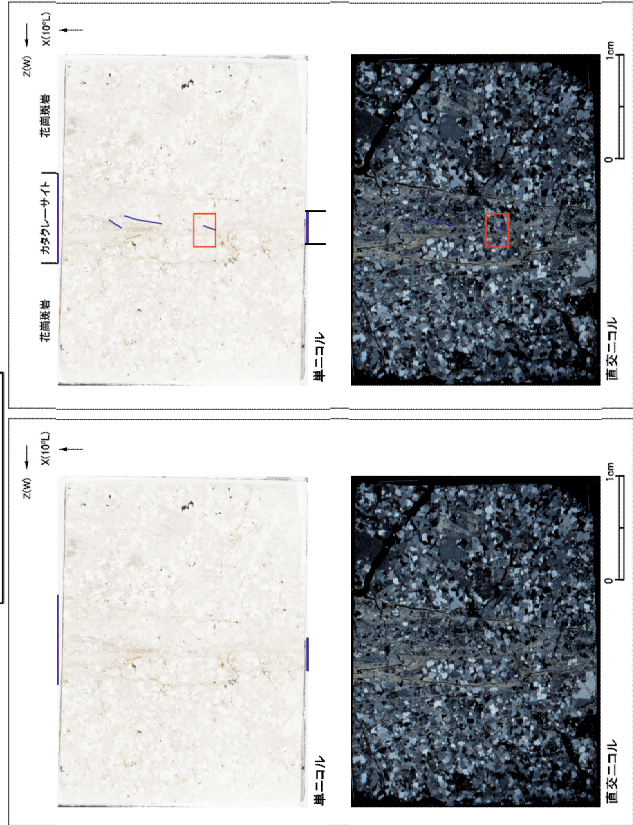 Z(W)
X(10°L)
花崗斑岩
カタクレーサイト
花崗斑岩
単ニコル
直交ニコル
0
1cm
Z(W)
X(10°L)
単ニコル
直交ニコル
0
1cm